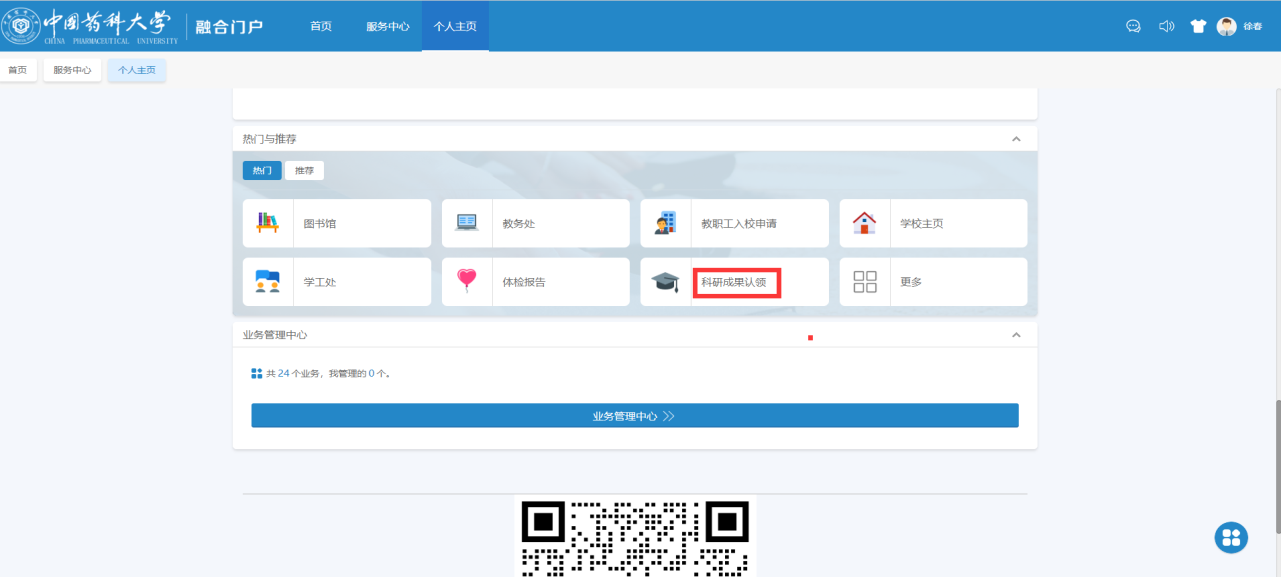 中国药科大学
CHINA PHARMACEUTICAL UNIVERSITY
融合门户
首页
服务中心
个人主页
徐春
首页
服务中心
个人主页
热门与推荐
热门
推荐
图书馆
教务处
教职工入校申请
学校主页
学工处
体检报告
科研成果认领
更多
业务管理中心
共 24 个业务，我管理的 0 个。
业务管理中心